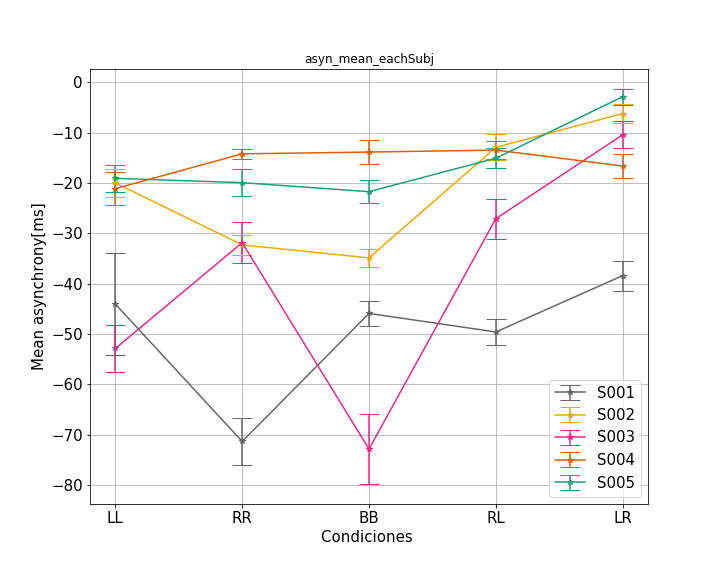 asyn_mean_eachSubj
0
−10
−20
−30
−40
−50
−60
−70
−80
Mean asynchrony[ms]
LL RR BB RL LR
Condiciones
S001
S002
S003
S004
S005